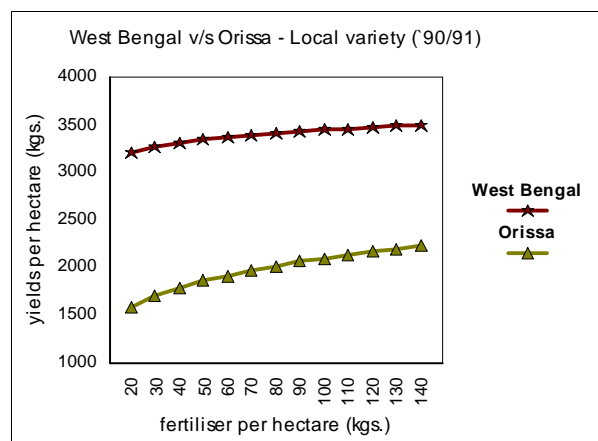 West Bengal v/s Orissa - Local variety (`90/91)
4000
3500
3000
2500
2000
1500
1000
yields per hectare (kgs.)
20 30 40 50 60 70 80 90 100 110 120 130 140
fertiliser per hectare (kgs.)
West Bengal
Orissa